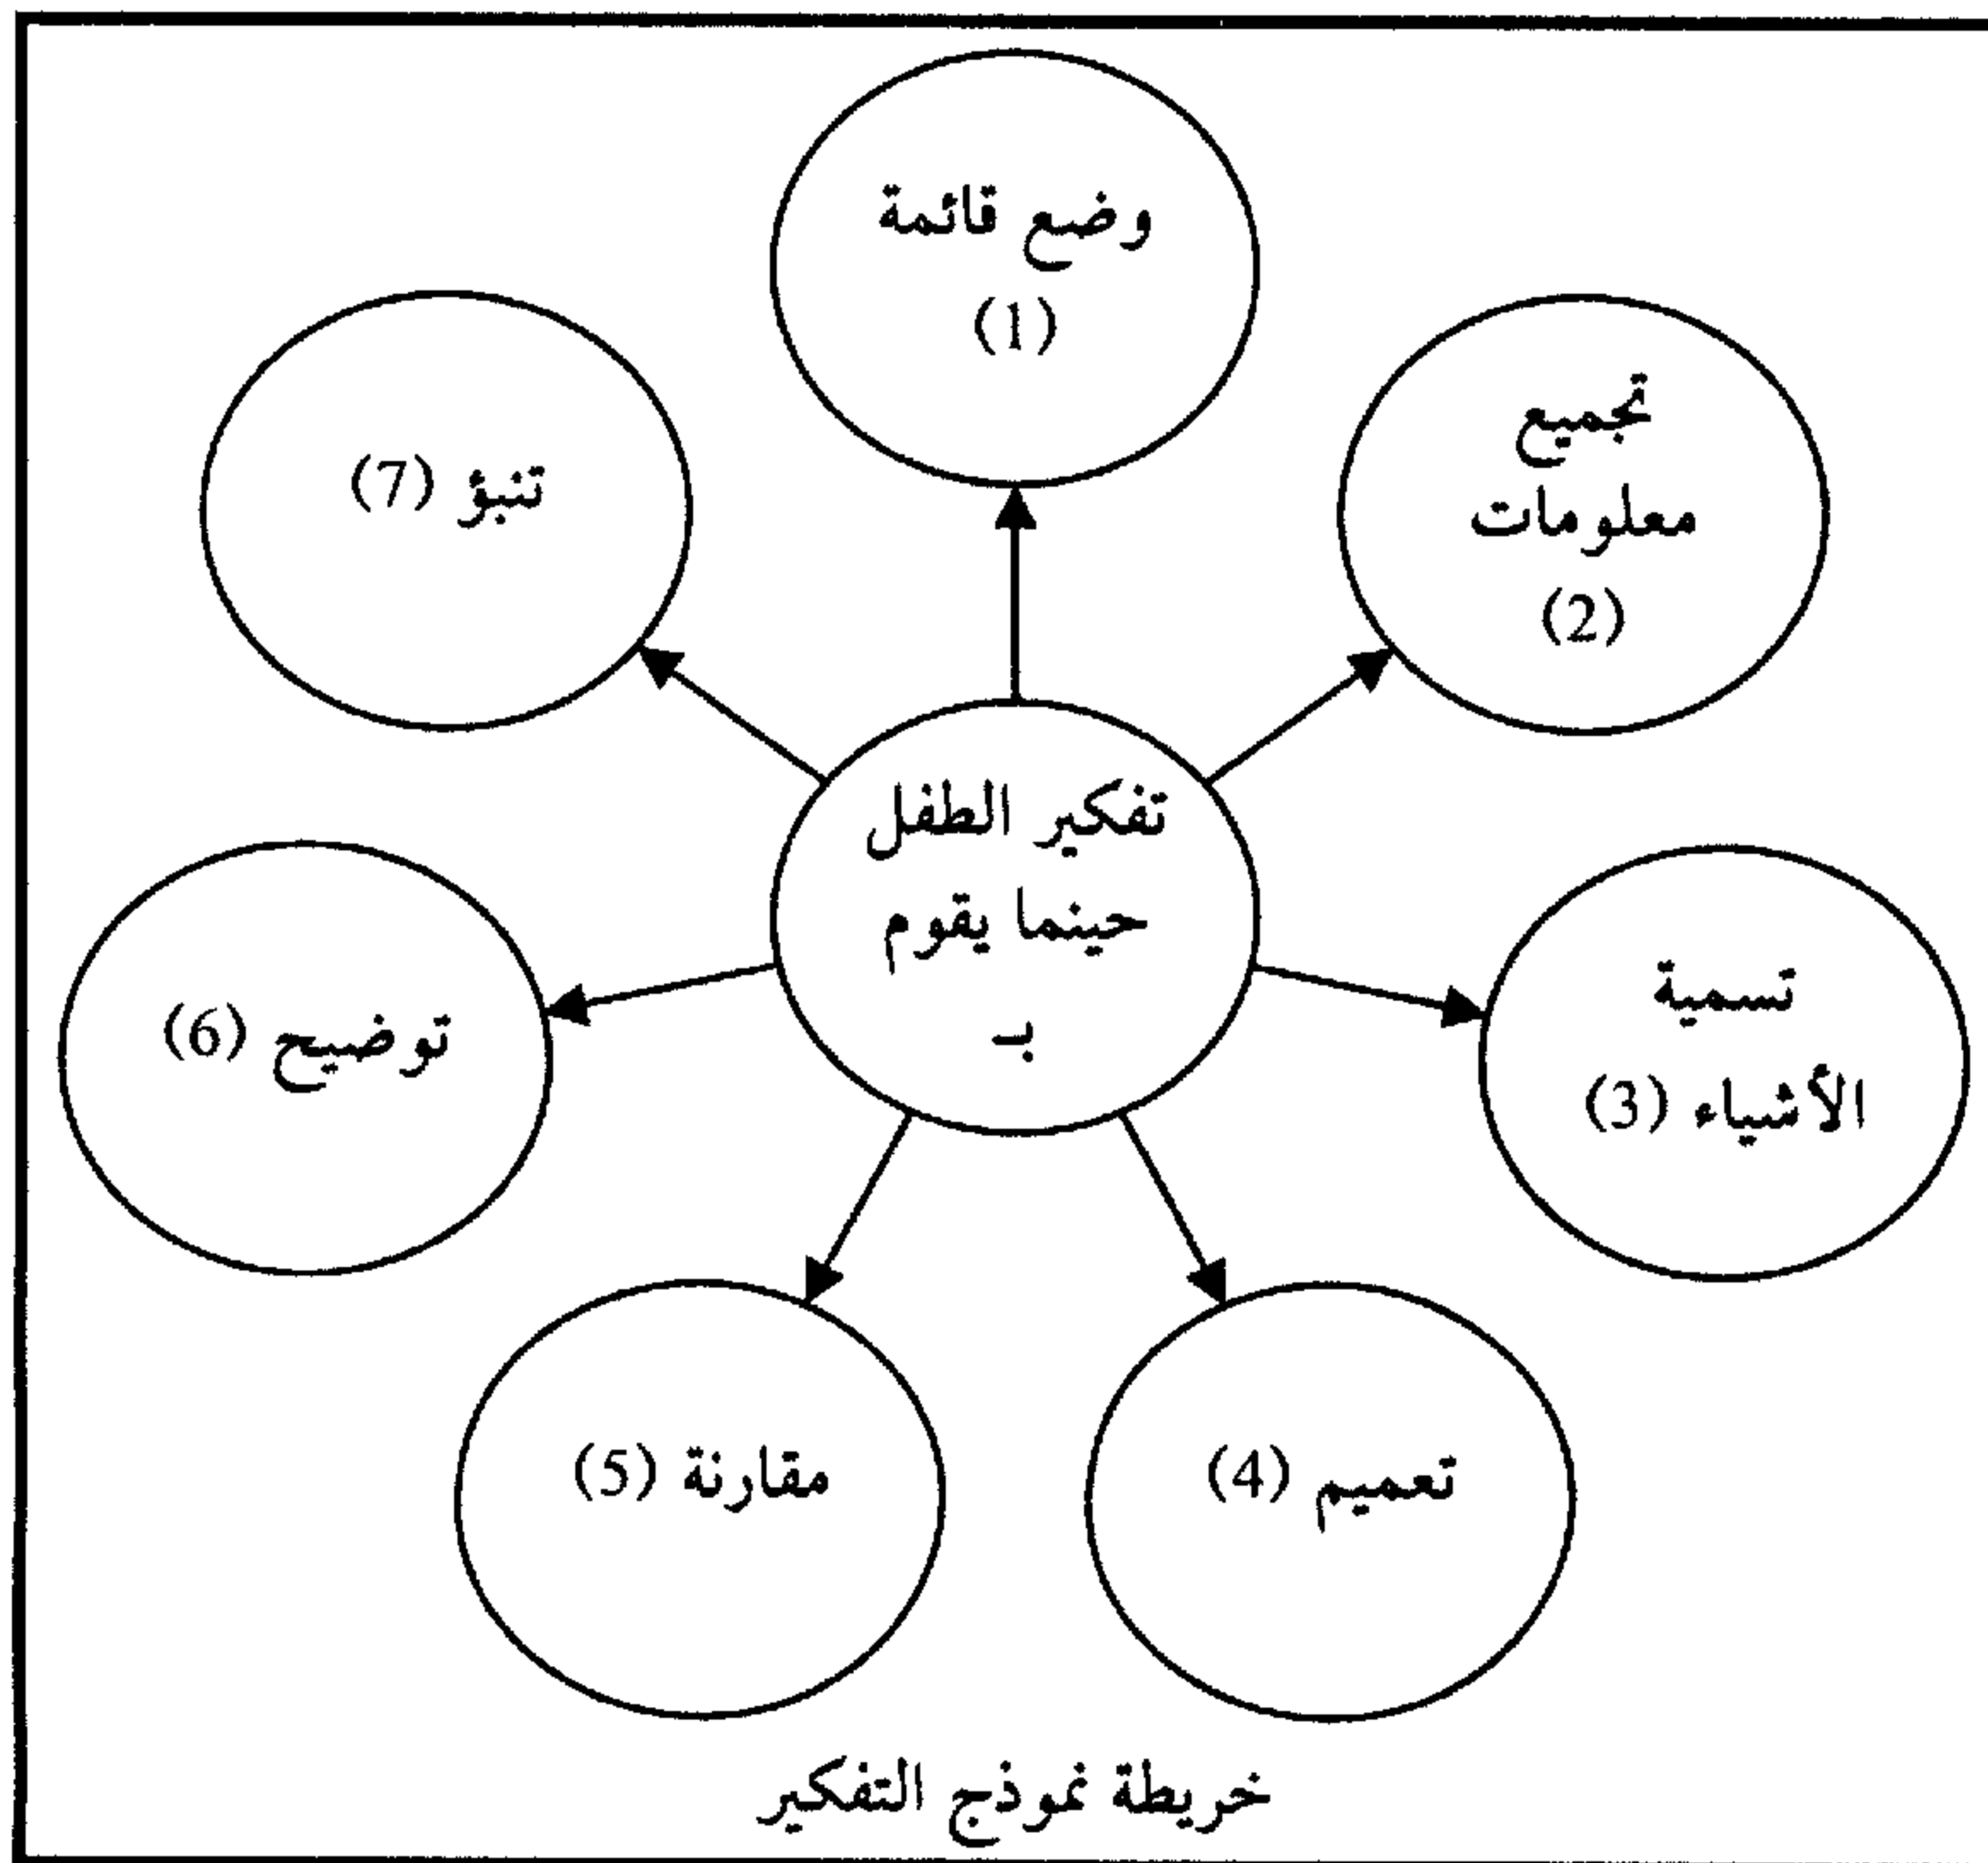 وضع قائمة
(1)
تجميع
معلومات
(2)
تسمية
الأشياء (3)
تعميم (4)
مقارنة (5)
توضيح (6)
تنبؤ (7)
تفكير الطفل
حينما يقوم
بـ
خريطة نموذج التفكير